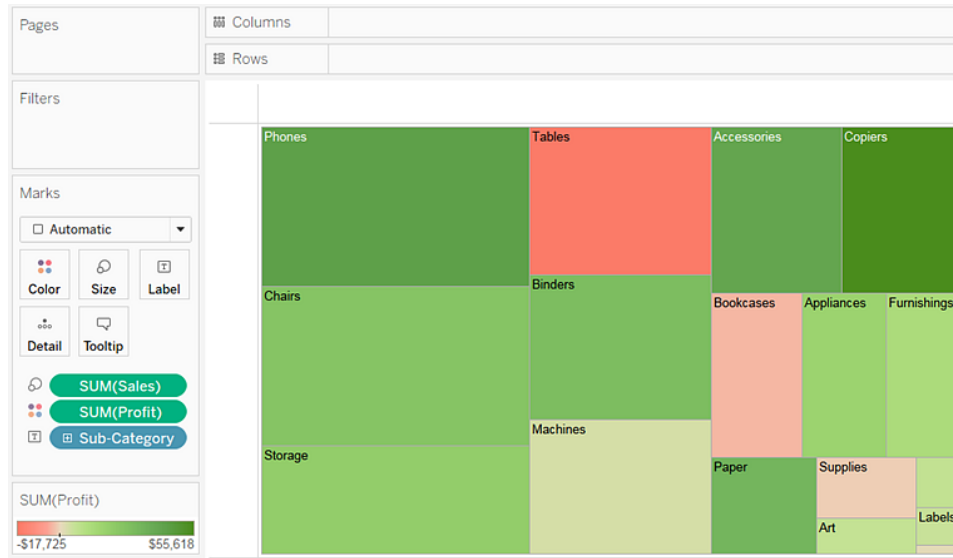 Pages
Columns
Rows
Filters
Marks
Automatic
Color Size Label
Detail Tooltip
SUM(Sales)
SUM(Profit)
Sub-Category
SUM(Profit)
-$17,725 $55,618
Phones Tables Accessories Copiers
Chairs Binders Bookcases Appliances Furnishings
Storage Machines Paper Supplies
Art Labels